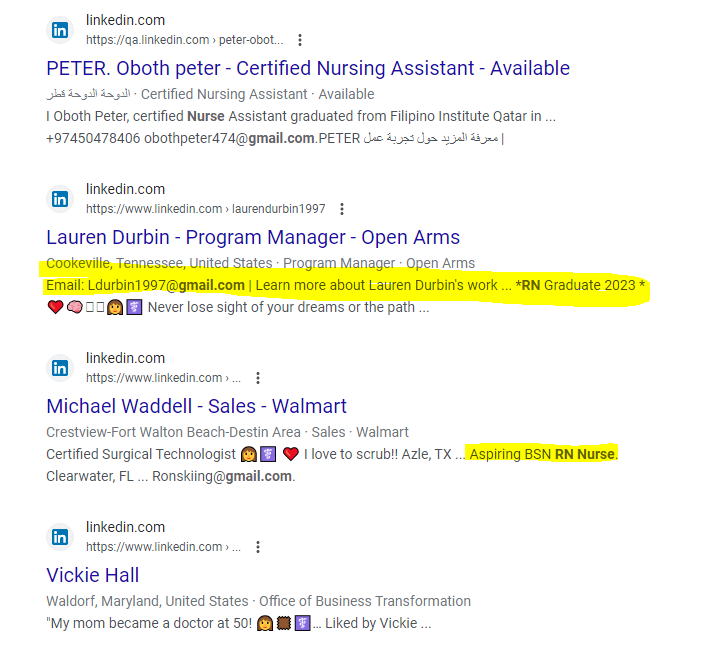 linkedin.com
https://qa.linkedin.com › peter-obot...
PETER. Oboth peter - Certified Nursing Assistant - Available
الدوحة الدوحة قطر · Certified Nursing Assistant · Available
I Oboth Peter, certified Nurse Assistant graduated from Filipino Institute Qatar in ...
+97450478406 obothpeter474@gmail.com.PETER معرفة المزيد حول تجربة عمل |
linkedin.com
https://www.linkedin.com › laurendurbin1997
Lauren Durbin - Program Manager - Open Arms
Cookeville, Tennessee, United States · Program Manager · Open Arms
Email: Ldurbin1997@gmail.com | Learn more about Lauren Durbin's work ... *RN Graduate 2023 *
Never lose sight of your dreams or the path ...
linkedin.com
https://www.linkedin.com › ...
Michael Waddell - Sales - Walmart
Crestview-Fort Walton Beach-Destin Area · Sales · Walmart
Certified Surgical Technologist 👩⚕️ ❤️ I love to scrub!! Azle, TX ... Aspiring BSN RN Nurse.
Clearwater, FL ... Ronskiing@gmail.com.
linkedin.com
https://www.linkedin.com › ...
Vickie Hall
Waldorf, Maryland, United States · Office of Business Transformation
"My mom became a doctor at 50! 👩🏾⚕️... Liked by Vickie ...